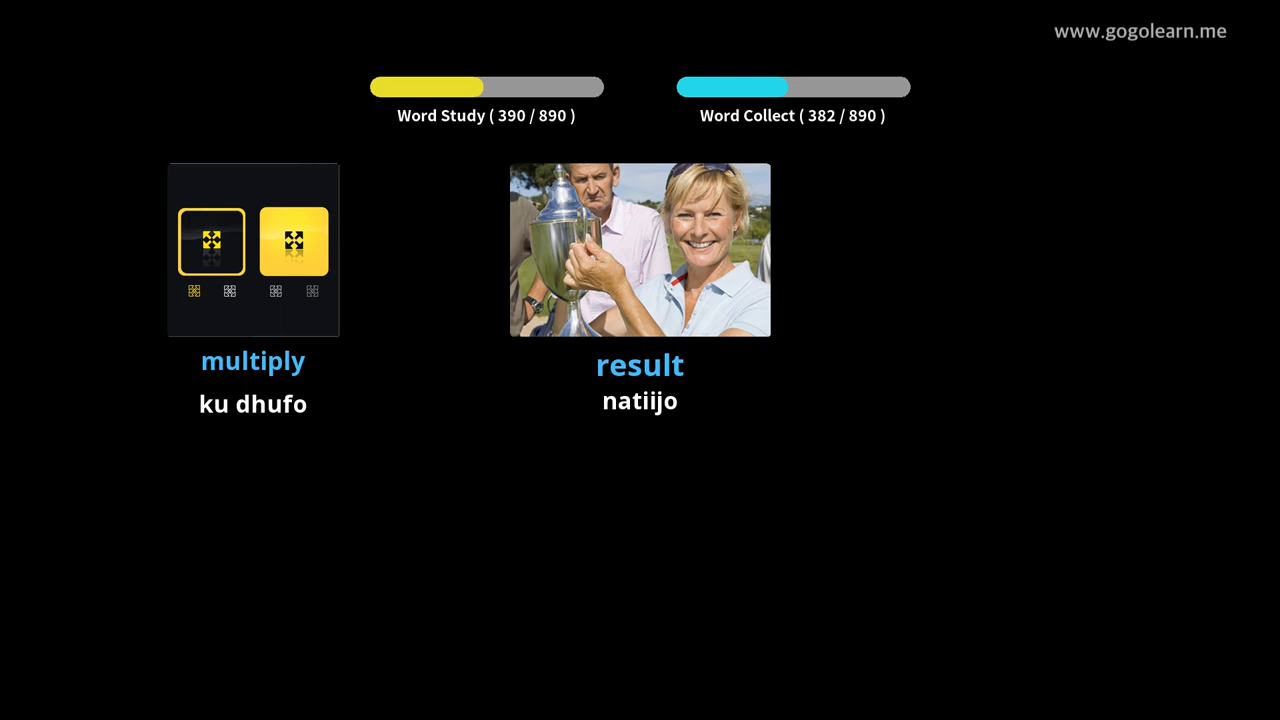 www.gogolearn.me
Word Study ( 390 / 890 )
Word Collect ( 382 / 890 )
multiply
ku dhufo
result
natiijo